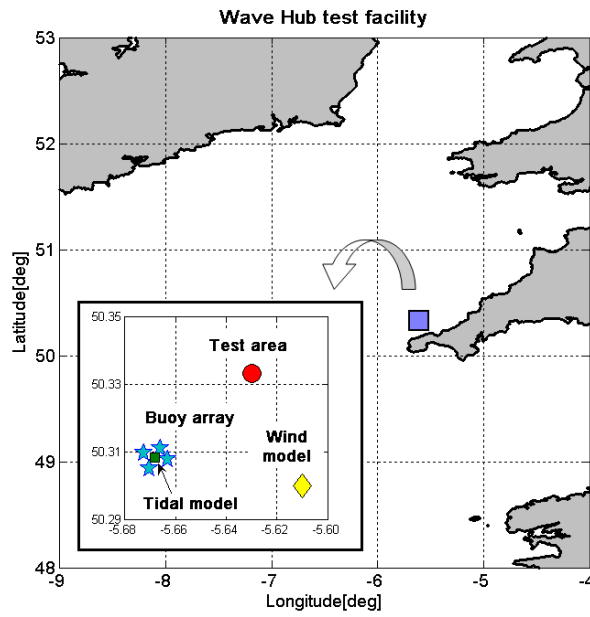 Wave Hub test facility
53
52
51
50
49
48
Latitude[deg]
-9
-8
-7
-6
-5
-4
Longitude[deg]
50.35
50.33
50.31
50.29
-5.68
-5.66
-5.64
-5.62
-5.60
Test area
Buoy array
Wind
model
Tidal model